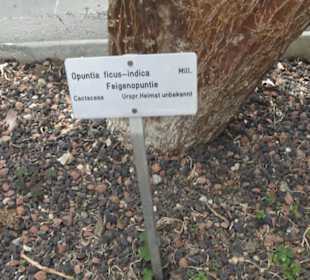 Opuntia ficus-indica Mill.
Feigenopuntie
Cactaceae Urspr.Heimat unbekannt